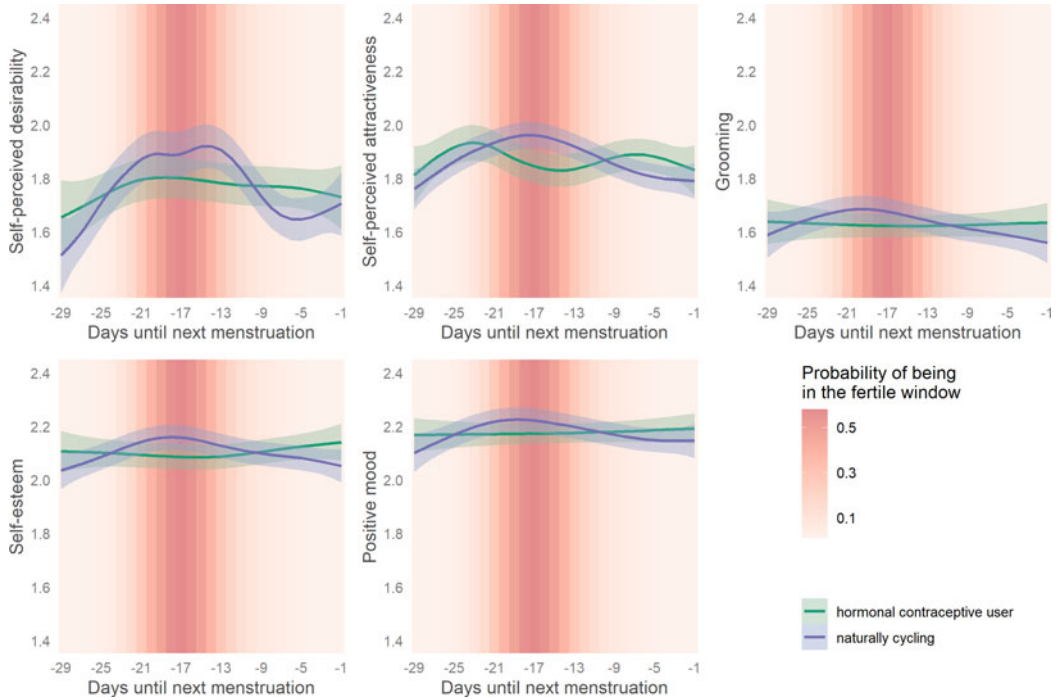 Self-perceived desirability
2.4
2.2
2.0
1.8
1.6
1.4
-29 -25 -21 -17 -13 -9 -5 -1
Days until next menstruation
Self-perceived attractiveness
2.4
2.2
2.0
1.8
1.6
1.4
-29 -25 -21 -17 -13 -9 -5 -1
Days until next menstruation
Grooming
2.4
2.2
2.0
1.8
1.6
1.4
-29 -25 -21 -17 -13 -9 -5 -1
Days until next menstruation
Self-esteem
2.4
2.2
2.0
1.8
1.6
1.4
-29 -25 -21 -17 -13 -9 -5 -1
Days until next menstruation
Positive mood
2.4
2.2
2.0
1.8
1.6
1.4
-29 -25 -21 -17 -13 -9 -5 -1
Days until next menstruation
Probability of being
in the fertile window
0.5
0.3
0.1
hormonal contraceptive user
naturally cycling